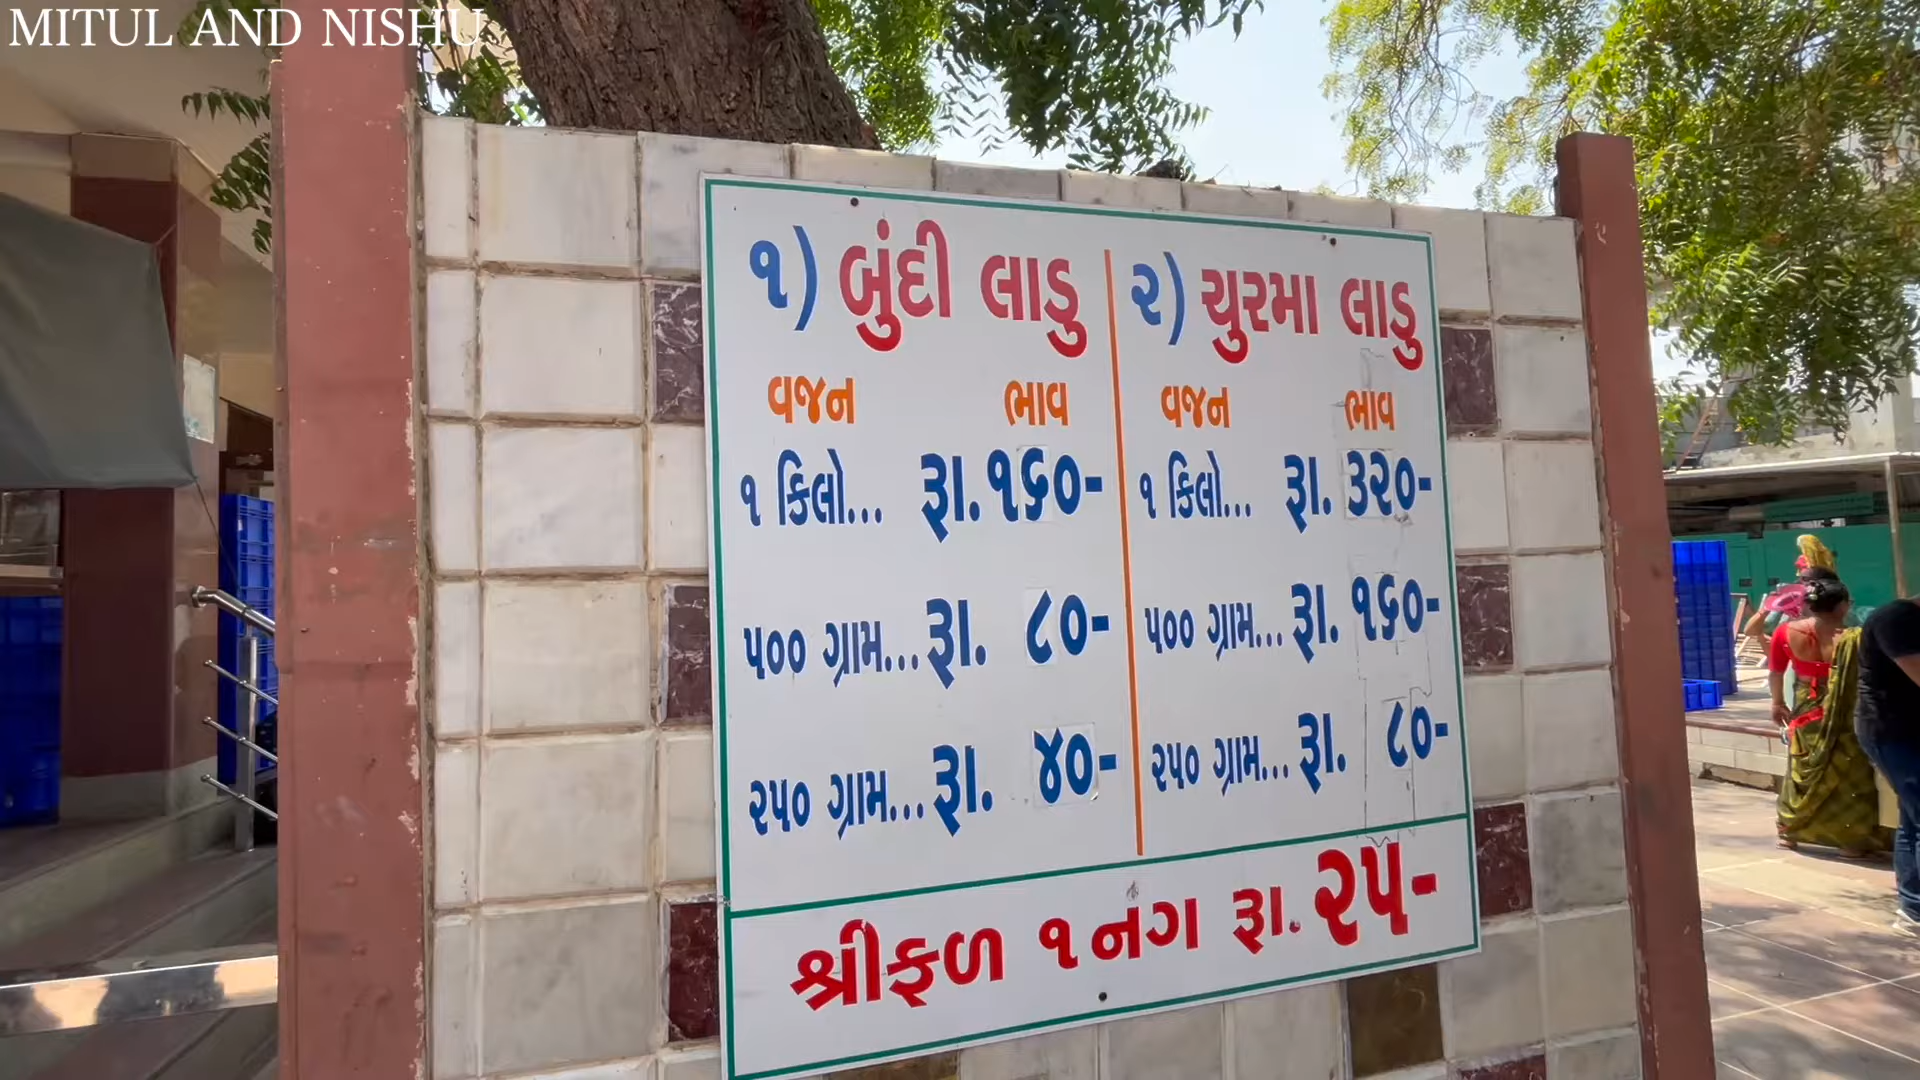 MITUL AND NISHU
૧) બુંદી લાડુ
વજન ભાવ
૧ કિલો... રૂા. ૧૬૦-
૫૦૦ ગ્રામ... રૂા. ૮૦-
૨૫૦ ગ્રામ... રૂા. ૪૦-
૨) ચુરમા લાડુ
વજન ભાવ
૧ કિલો... રૂા. ૩૨૦-
૫૦૦ ગ્રામ... રૂા. ૧૬૦-
૨૫૦ ગ્રામ... રૂા. ૮૦-
શ્રીફળ ૧ નંગ રૂા. ૨૫-